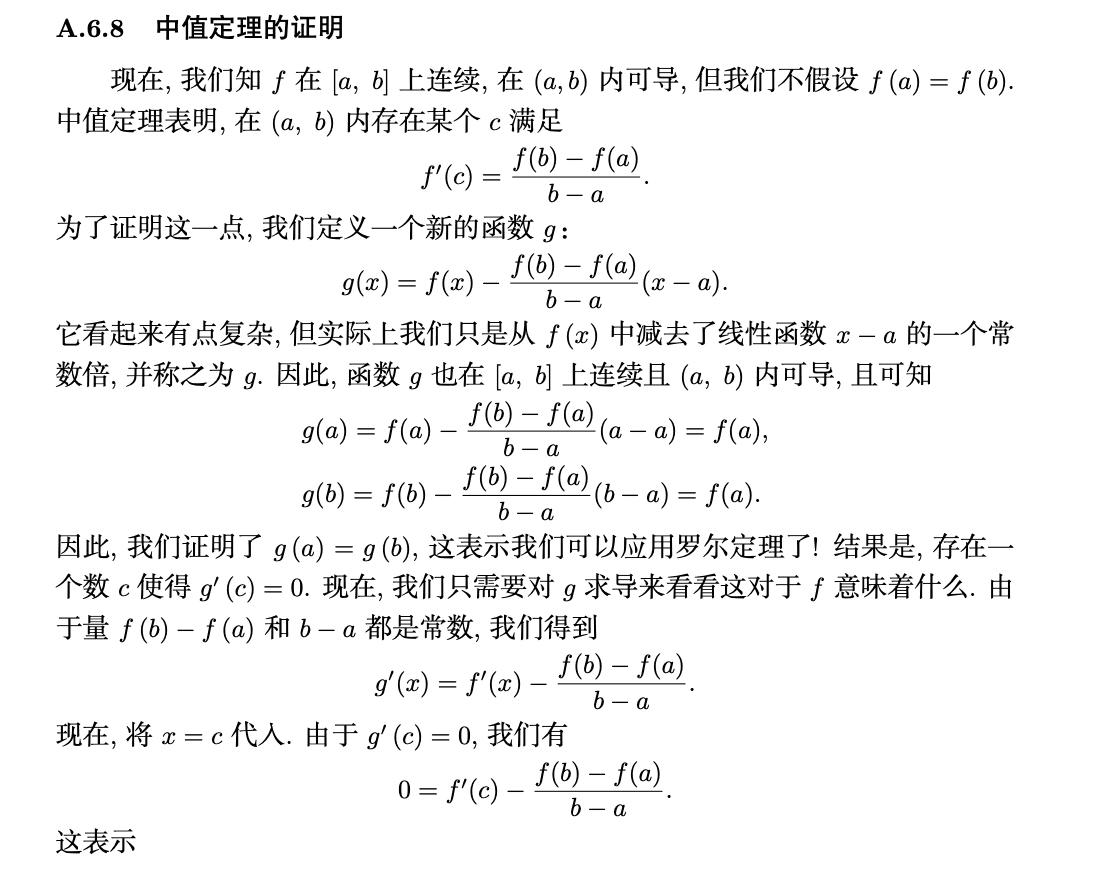 A.6.8 中值定理的证明
现在, 我们知 f 在 [a, b] 上连续, 在 (a, b) 内可导, 但我们不假设 f (a) = f (b).
中值定理表明, 在 (a, b) 内存在某个 c 满足
f′(c) = \frac{f(b) − f(a)}{b − a}.
为了证明这一点, 我们定义一个新的函数 g:
g(x) = f(x) − \frac{f(b) − f(a)}{b − a}(x − a).
它看起来有点复杂, 但实际上我们只是从 f (x) 中减去了线性函数 x − a 的一个常
数倍, 并称之为 g. 因此, 函数 g 也在 [a, b] 上连续且 (a, b) 内可导, 且可知
g(a) = f(a) − \frac{f(b) − f(a)}{b − a}(a − a) = f(a),
g(b) = f(b) − \frac{f(b) − f(a)}{b − a}(b − a) = f(a).
因此, 我们证明了 g (a) = g (b), 这表示我们可以应用罗尔定理了! 结果是, 存在一
个数 c 使得 g′ (c) = 0. 现在, 我们只需要对 g 求导来看看这对于 f 意味着什么. 由
于量 f (b) − f (a) 和 b − a 都是常数, 我们得到
g′(x) = f′(x) − \frac{f(b) − f(a)}{b − a}.
现在, 将 x = c 代入. 由于 g′ (c) = 0, 我们有
0 = f′(c) − \frac{f(b) − f(a)}{b − a}.
这表示